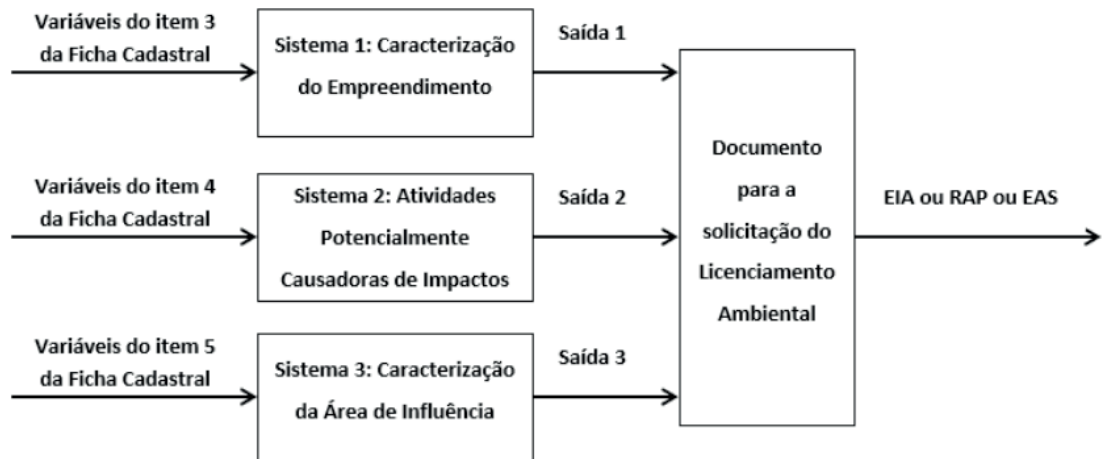 Variáveis do item 3
da Ficha Cadastral
Sistema 1: Caracterização
do Empreendimento
Saída 1
Variáveis do item 4
da Ficha Cadastral
Sistema 2: Atividades
Potencialmente
Causadoras de Impactos
Saída 2
Variáveis do item 5
da Ficha Cadastral
Sistema 3: Caracterização
da Área de Influência
Saída 3
Documento
para a
solicitação do
Licenciamento
Ambiental
EIA ou RAP ou EAS